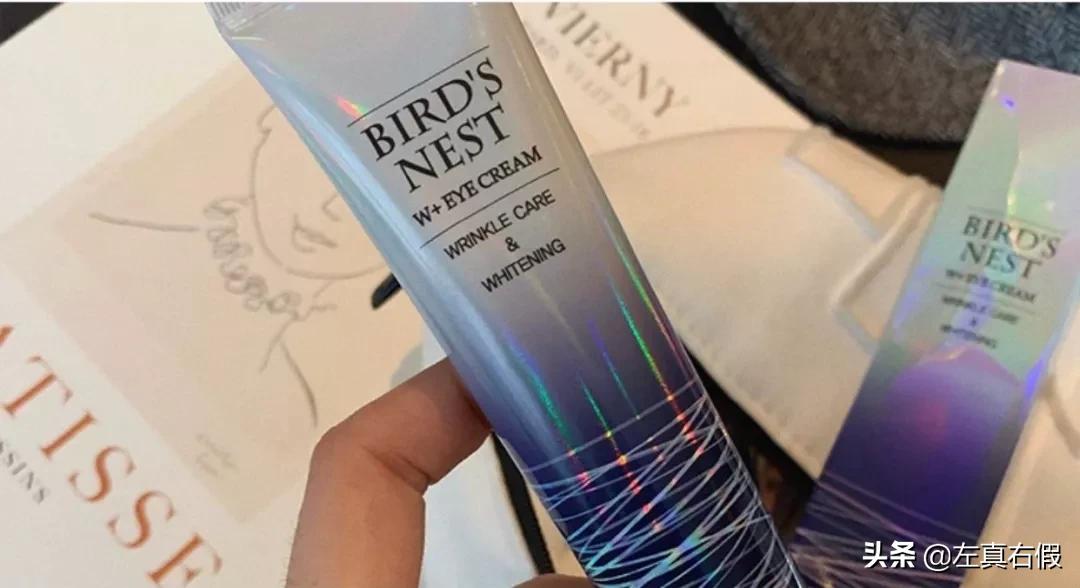 BIRD'S
NEST
W+ EYE CREAM
WRINKLE CARE
&
WHITENING
BIRD'S
NEST
W+ EYE CREAM
WRINKLE CARE
&
WHITENING
VIERNY
ATISSE
SSINS
头条 @左真右假